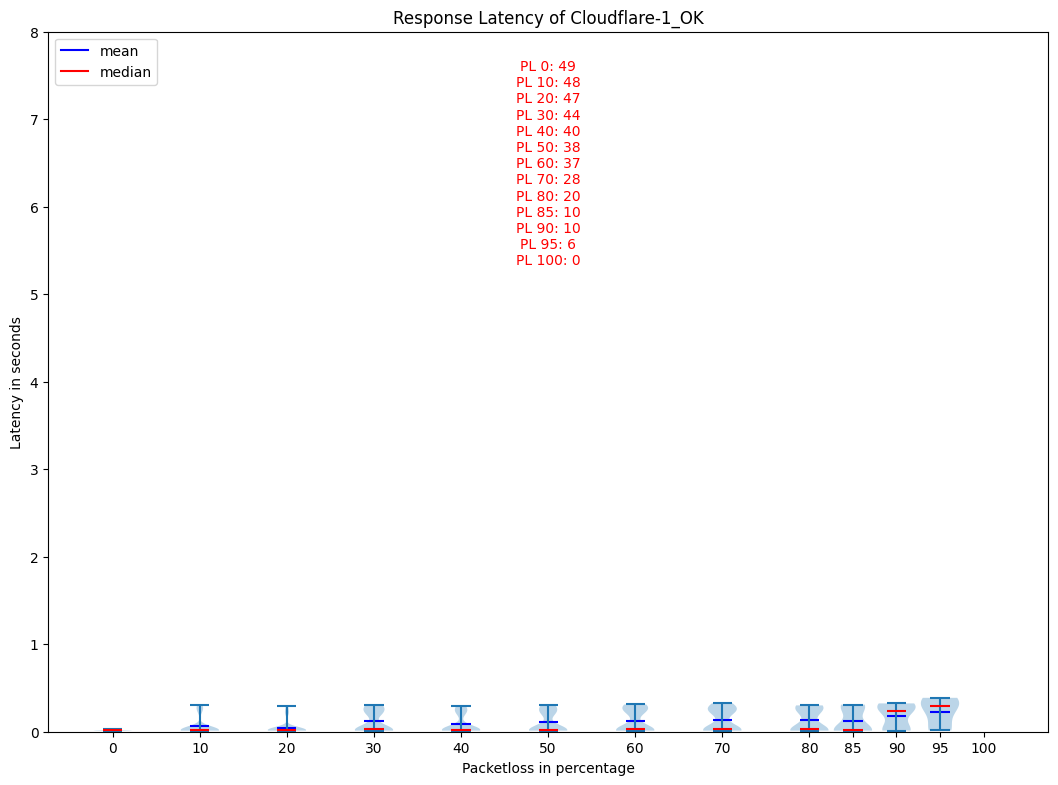 Response Latency of Cloudflare-1_OK
mean
median
PL 0: 49
PL 10: 48
PL 20: 47
PL 30: 44
PL 40: 40
PL 50: 38
PL 60: 37
PL 70: 28
PL 80: 20
PL 85: 10
PL 90: 10
PL 95: 6
PL 100: 0
8
7
6
5
4
3
2
1
0
Latency in seconds
0 10 20 30 40 50 60 70 80 85 90 95 100
Packetloss in percentage